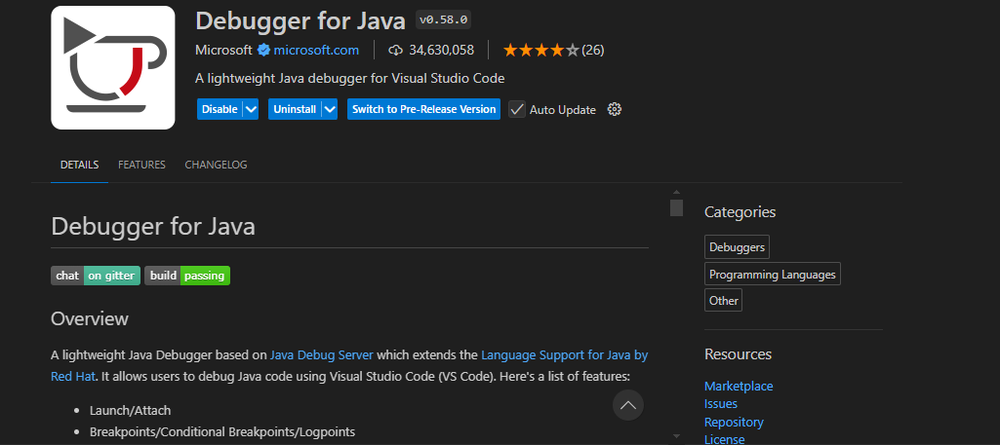 Debugger for Java v0.58.0
Microsoft microsoft.com 34,630,058 (26)
A lightweight Java debugger for Visual Studio Code
Disable Uninstall Switch to Pre-Release Version Auto Update
DETAILS FEATURES CHANGELOG
Debugger for Java
chat on gitter build passing
Overview
A lightweight Java Debugger based on Java Debug Server which extends the Language Support for Java by
Red Hat. It allows users to debug Java code using Visual Studio Code (VS Code). Here's a list of features:
• Launch/Attach
• Breakpoints/Conditional Breakpoints/Logpoints
Categories
Debuggers
Programming Languages
Other
Resources
Marketplace
Issues
Repository
License